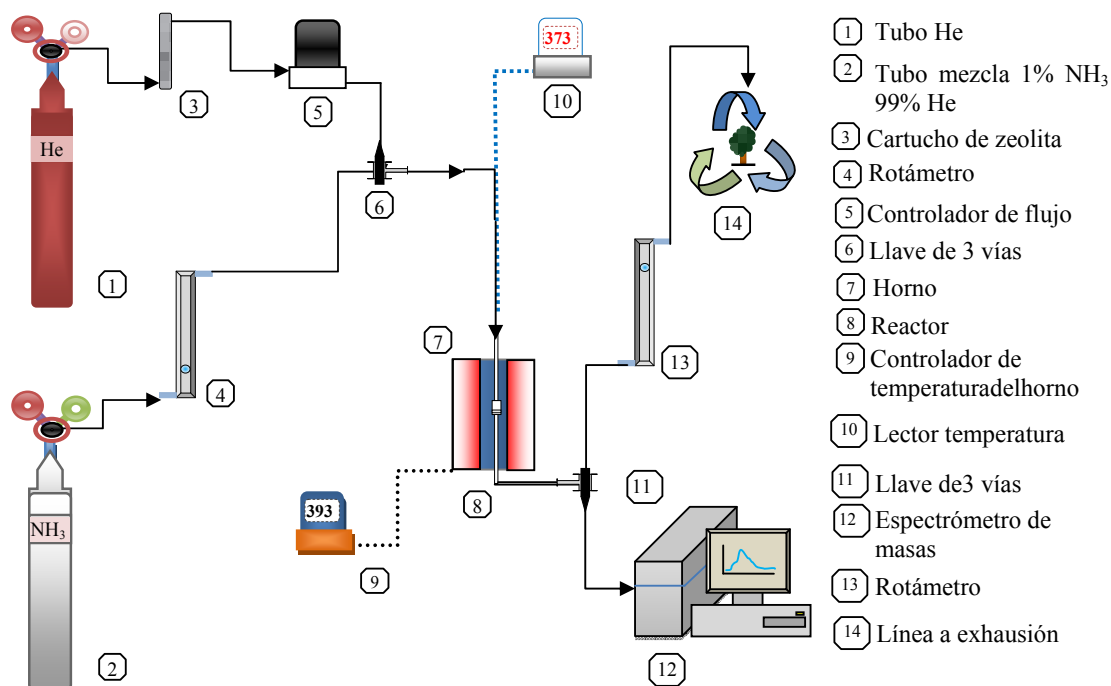 He
1
3
5
373
10
6
4
NH3
2
7
8
393
9
11
12
13
14
1 Tubo He
2 Tubo mezcla 1% NH3
99% He
3 Cartucho de zeolita
4 Rotámetro
5 Controlador de flujo
6 Llave de 3 vías
7 Horno
8 Reactor
9 Controlador de
temperaturadelhorno
10 Lector temperatura
11 Llave de3 vías
12 Espectrómetro de
masas
13 Rotámetro
14 Línea a exhausión